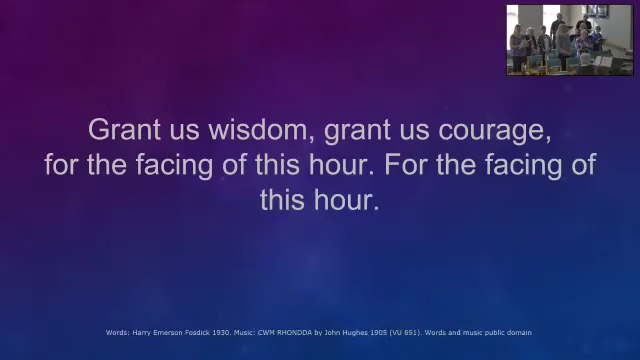 Grant us wisdom, grant us courage,
for the facing of this hour. For the facing of
this hour.
Words: Harry Emerson Fosdick 1930. Music: CWM RHONDDA by John Hughes 1905 (VU 651). Words and music public domain